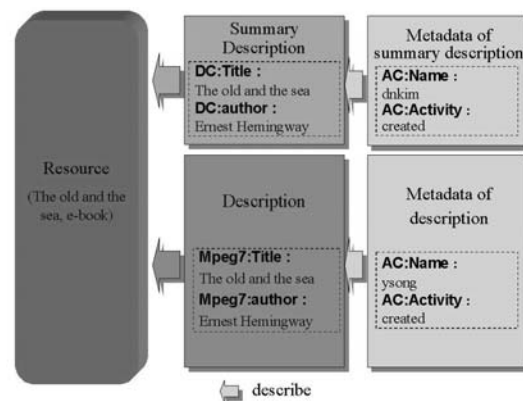 Resource
(The old and the
sea, e-book)
Summary
Description
DC:Title :
The old and the sea
DC:author :
Ernest Hemingway
Metadata of
summary description
AC:Name :
dnkim
AC:Activity :
created
Description
Mpeg7:Title :
The old and the sea
Mpeg7:author :
Ernest Hemingway
Metadata of
description
AC:Name :
ysong
AC:Activity :
created
describe